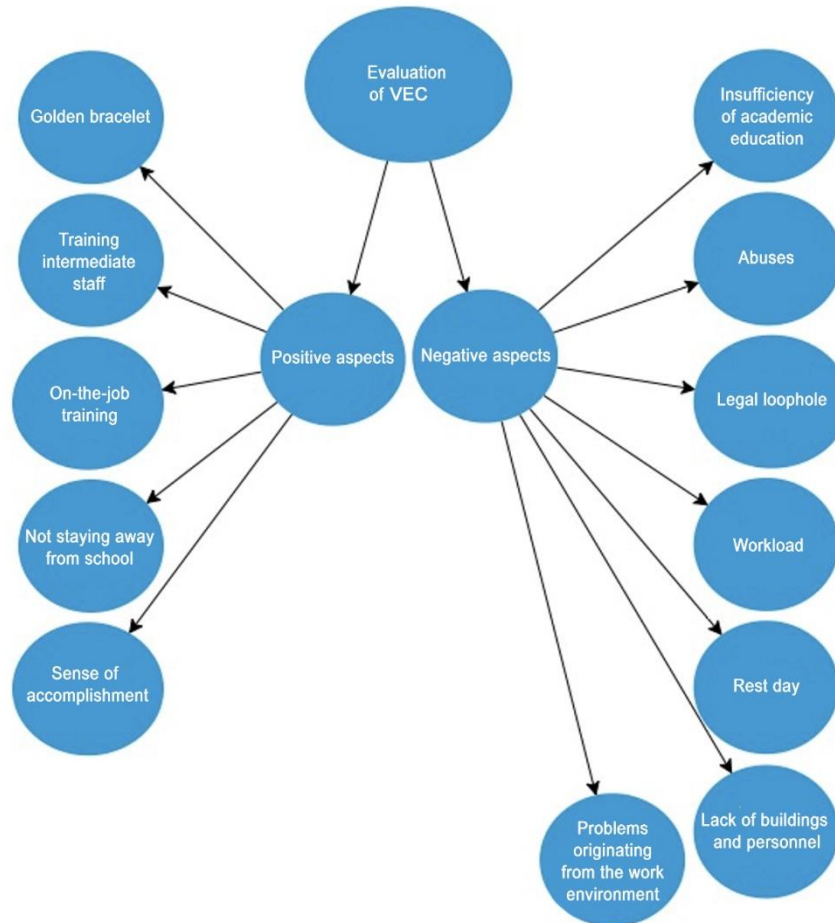 Evaluation
of VEC
Golden bracelet
Training
intermediate
staff
On-the-job
training
Not staying away
from school
Sense of
accomplishment
Positive aspects
Negative aspects
Insufficiency
of academic
education
Abuses
Legal loophole
Workload
Rest day
Lack of buildings
and personnel
Problems
originating
from the work
environment